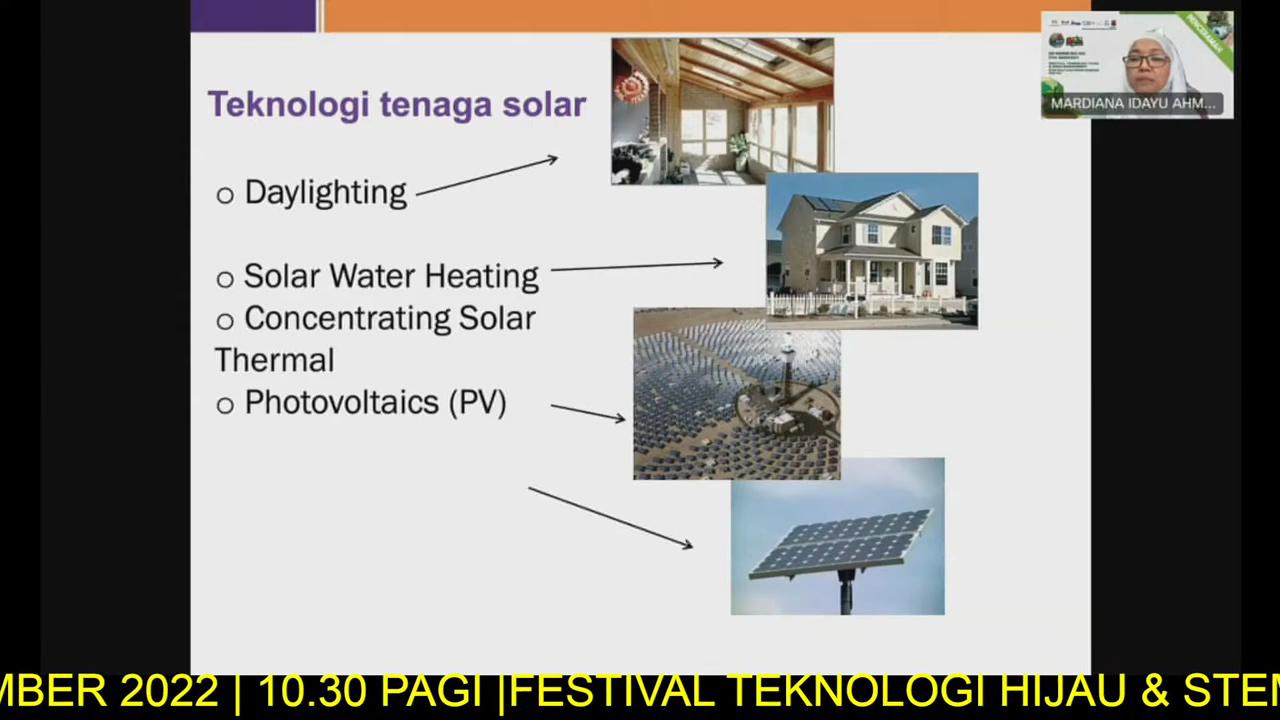 Teknologi tenaga solar
o Daylighting
o Solar Water Heating
o Concentrating Solar
Thermal
o Photovoltaics (PV)
PENCERAMAH
MARDIANA IDAYU AHM...
MBER 2022 | 10.30 PAGI |FESTIVAL TEKNOLOGI HIJAU & STEM